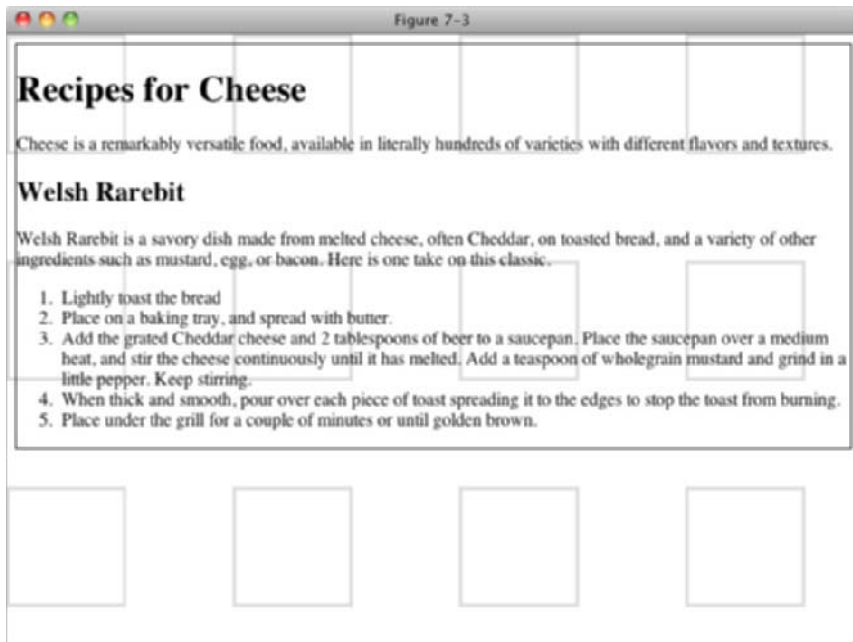 Figure 7-3
Recipes for Cheese
Cheese is a remarkably versatile food, available in literally hundreds of varieties with different flavors and textures.
Welsh Rarebit
Welsh Rarebit is a savory dish made from melted cheese, often Cheddar, on toasted bread, and a variety of other
ingredients such as mustard, egg, or bacon. Here is one take on this classic.
1. Lightly toast the bread
2. Place on a baking tray, and spread with butter.
3. Add the grated Cheddar cheese and 2 tablespoons of beer to a saucepan. Place the saucepan over a medium
heat, and stir the cheese continuously until it has melted. Add a teaspoon of wholegrain mustard and grind in a
little pepper. Keep stirring.
4. When thick and smooth, pour over each piece of toast spreading it to the edges to stop the toast from burning.
5. Place under the grill for a couple of minutes or until golden brown.